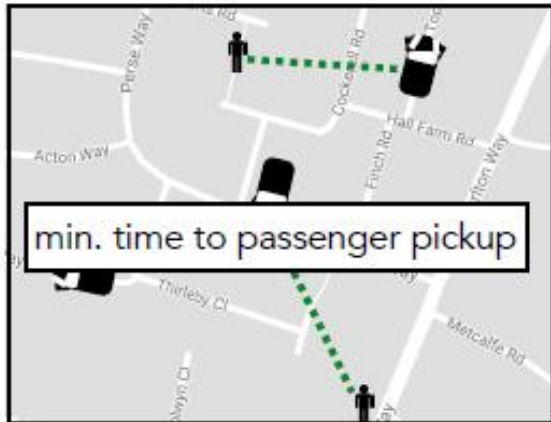 Perse Way
Cockerell Rd
Hall Farm Rd
Acton Way
Finch Rd
min. time to passenger pickup
Thirleby Cl
Metcalfe Rd